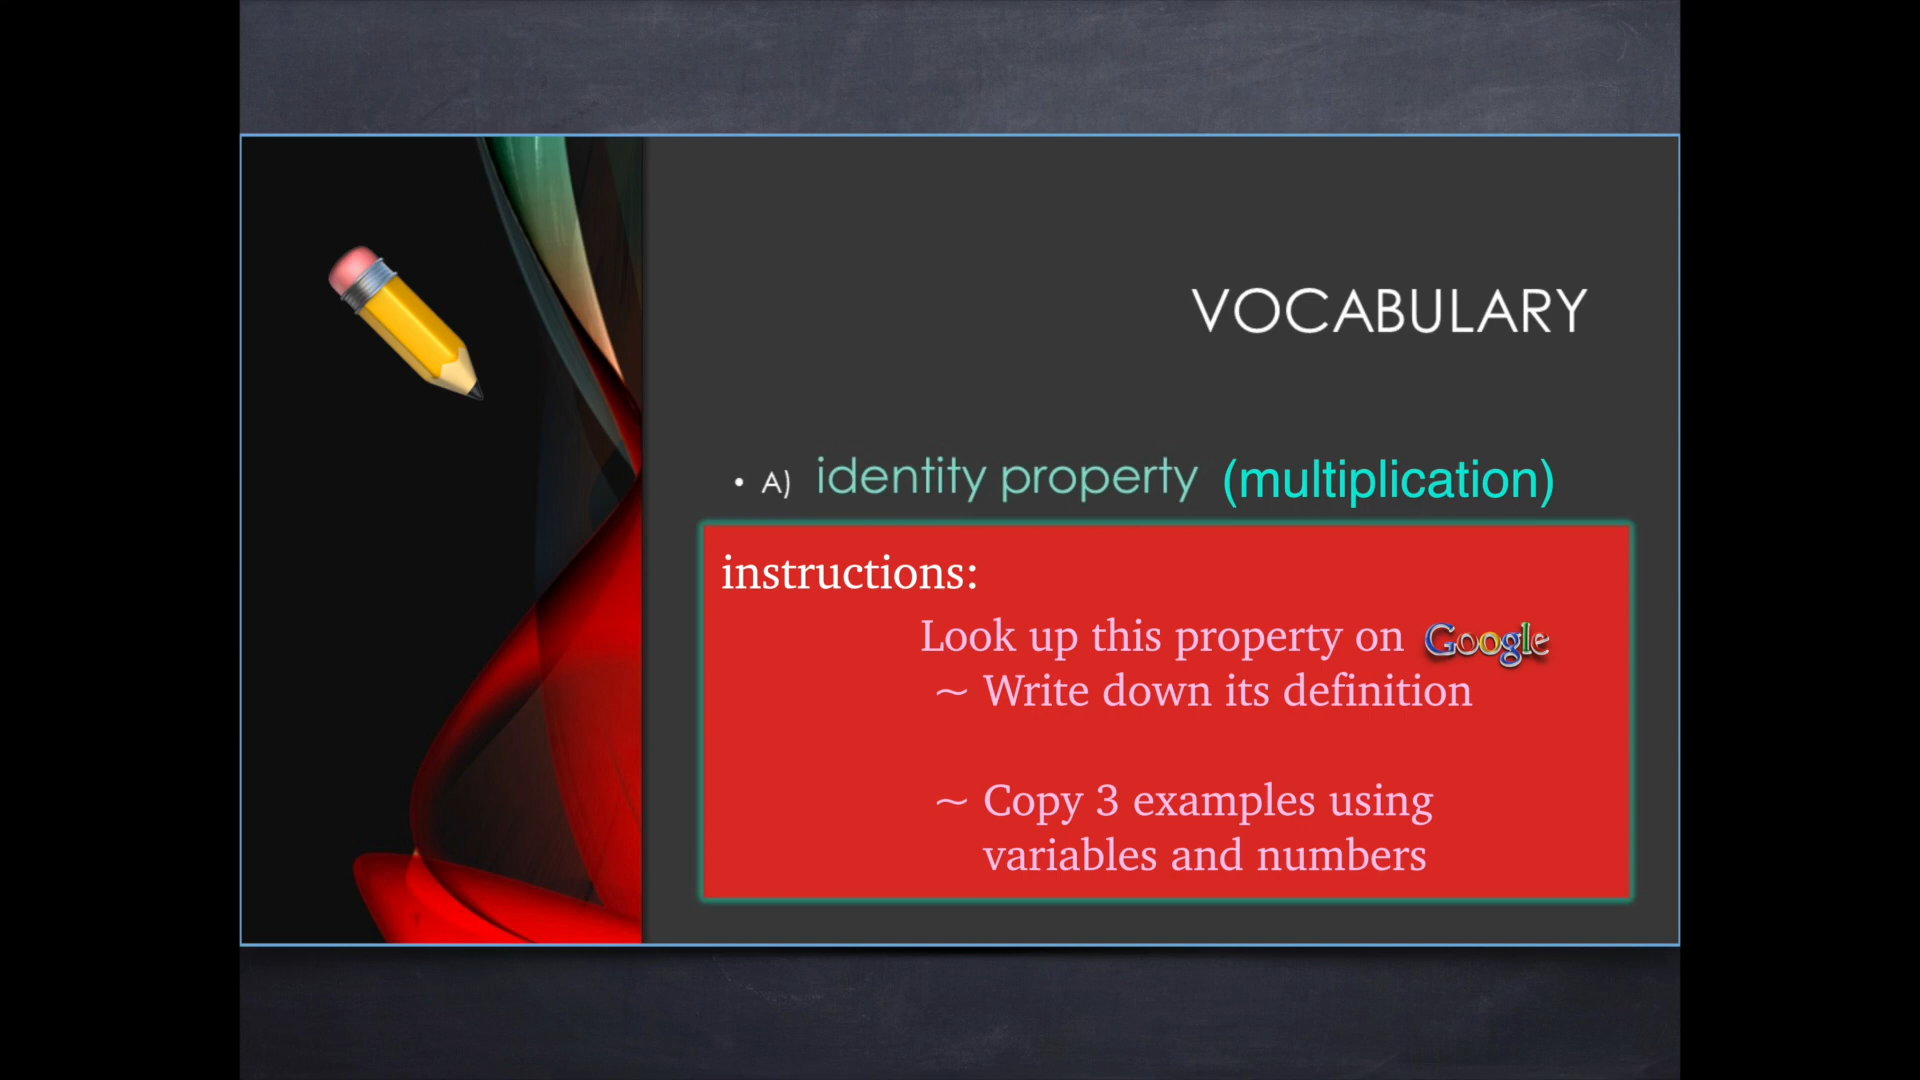 VOCABULARY
• A) identity property (multiplication)
instructions:
Look up this property on Google
~ Write down its definition
~ Copy 3 examples using
variables and numbers